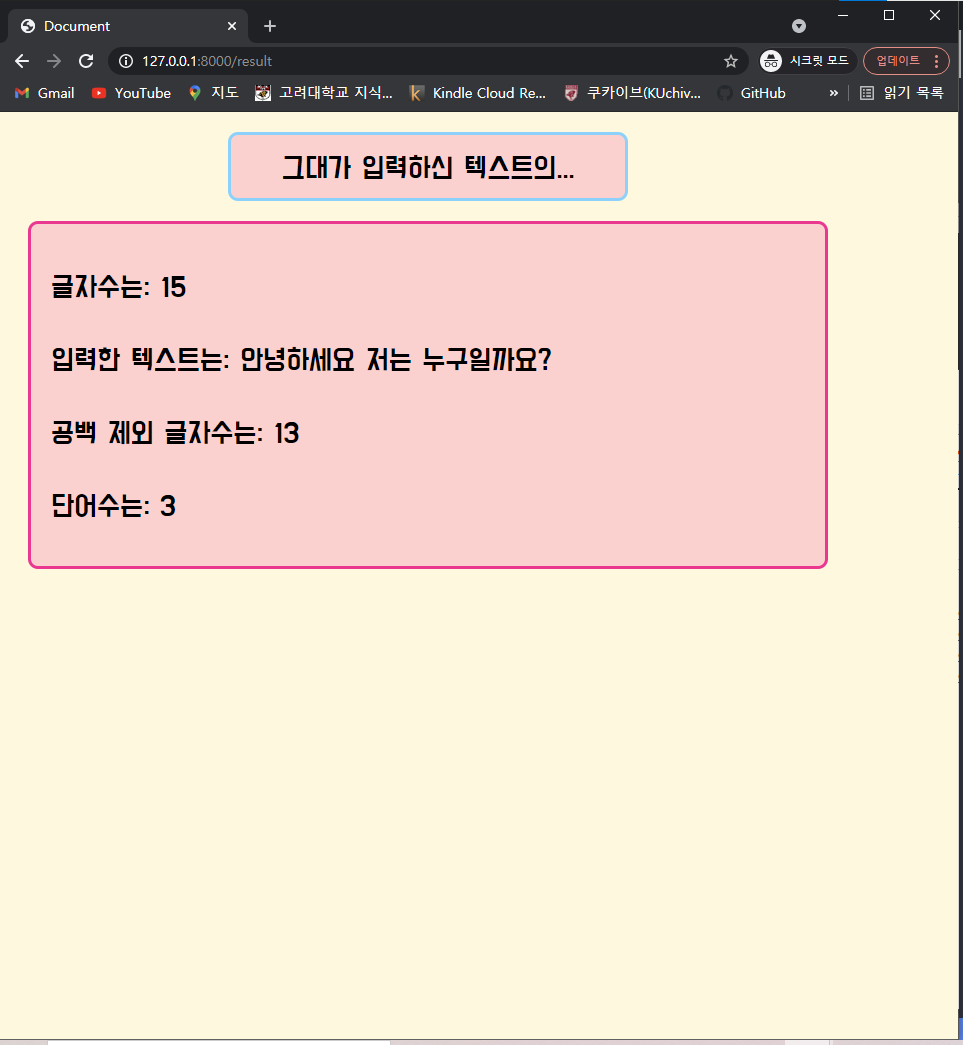 Document
127.0.0.1:8000/result
시크릿 모드
업데이트
Gmail
YouTube
지도
고려대학교 지식...
Kindle Cloud Re...
쿠카이브(KUchiv...
GitHub
»
읽기 목록
그대가 입력하신 텍스트의...
글자수는: 15
입력한 텍스트는: 안녕하세요 저는 누구일까요?
공백 제외 글자수는: 13
단어수는: 3